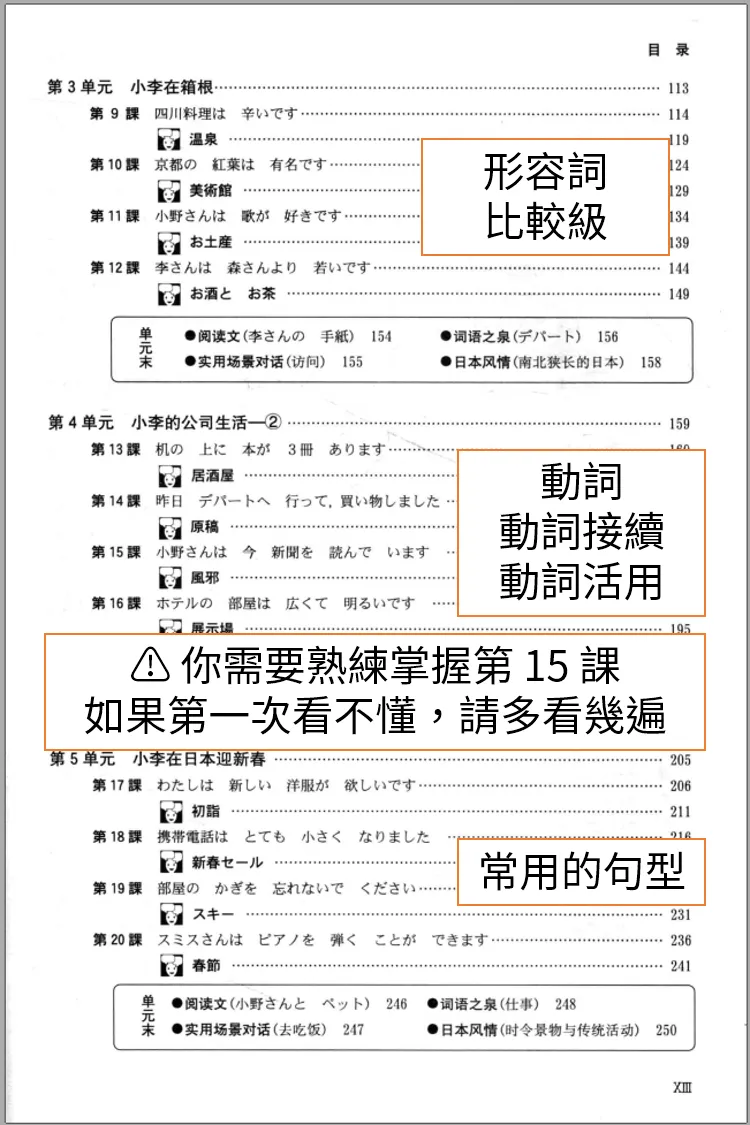 目 录
第 3 单元 小李在箱根 113
第 9 課 四川料理は 辛いです 114
温泉 119
第 10 課 京都の 紅葉は 有名です 124
美術館 129
第 11 課 小野さんは 歌が 好きです 134
お土産 139
第 12 課 李さんは 森さんより 若いです 144
お酒と お茶 149
形容詞
比較級
单元末
●阅读文(李さんの 手紙) 154 ●词语之泉(デパート) 156
●实用场景对话(访问) 155 ●日本风情(南北狭长的日本) 158
第 4 单元 小李的公司生活—② 159
第 13 課 机の 上に 本が 3冊 あります
居酒屋
第 14 課 昨日 デパートへ 行って,買い物しました
原稿
第 15 課 小野さんは 今 新聞を 読んで います
風邪
第 16 課 ホテルの 部屋は 広くて 明るいです
展示場 195
動詞
動詞接續
動詞活用
⚠ 你需要熟練掌握第 15 課
如果第一次看不懂,請多看幾遍
第 5 单元 小李在日本迎新春 205
第 17 課 わたしは 新しい 洋服が 欲しいです 206
初詣 211
第 18 課 携帯電話は とても 小さく なりました 216
新春セール
第 19 課 部屋の かぎを 忘れないで ください
スキー 231
第 20 課 スミスさんは ピアノを 弾く ことが できます 236
春節 241
常用的句型
单元末
●阅读文(小野さんと ペット) 246 ●词语之泉(仕事) 248
●实用场景对话(去吃饭) 247 ●日本风情(时令景物与传统活动) 250
XIII